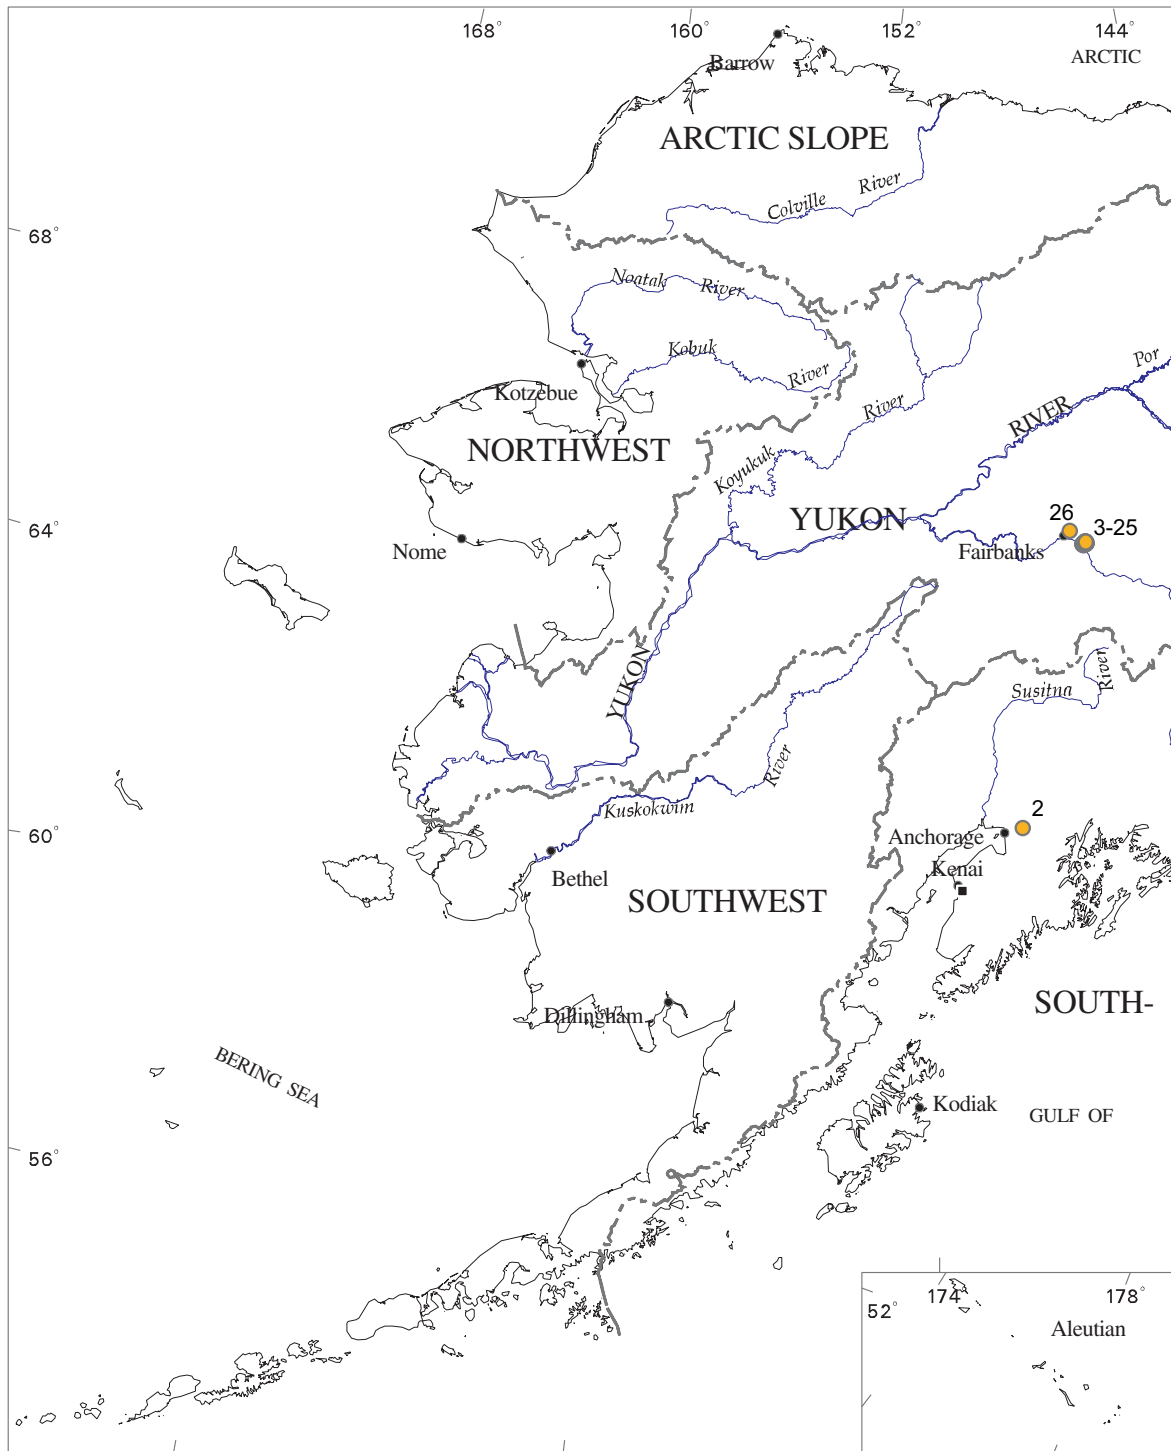 168°
160°
152°
144°
ARCTIC
Barrow
ARCTIC SLOPE
Colville River
68°
Noatak River
Kobuk River
Por
Kotzebue
River
RIVER
NORTHWEST
Koyukuk
64°
YUKON
26
3-25
Nome
Fairbanks
YUKON
River
Susitna
River
Kuskokwim
2
60°
Anchorage
Kenai
Bethel
SOUTHWEST
SOUTH-
Dillingham
BERING SEA
Kodiak
GULF OF
56°
174°
178°
52°
Aleutian